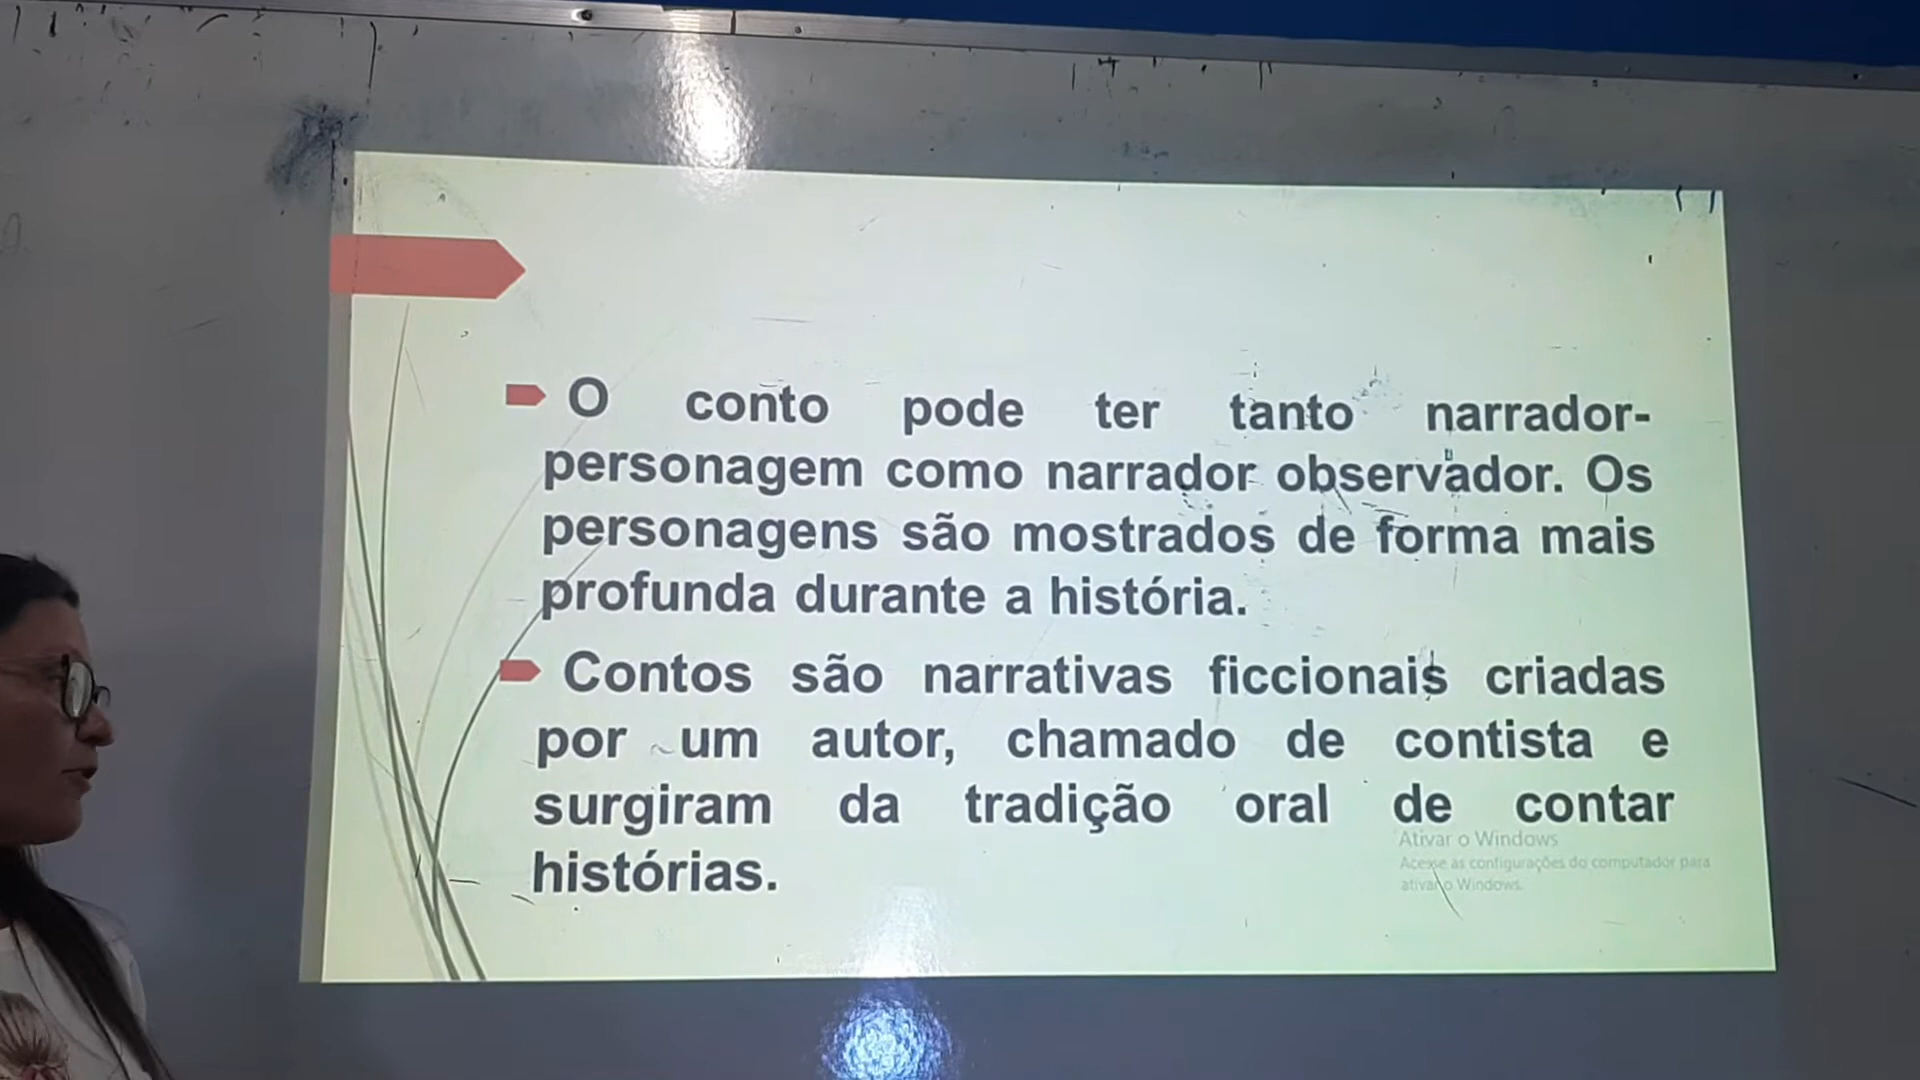 O conto pode ter tanto narrador-
personagem como narrador observador. Os
personagens são mostrados de forma mais
profunda durante a história.
Contos são narrativas ficcionais criadas
por um autor, chamado de contista e
surgiram da tradição oral de contar
histórias.
Ativar o Windows
Acesse as configurações do computador para
ativar o Windows.